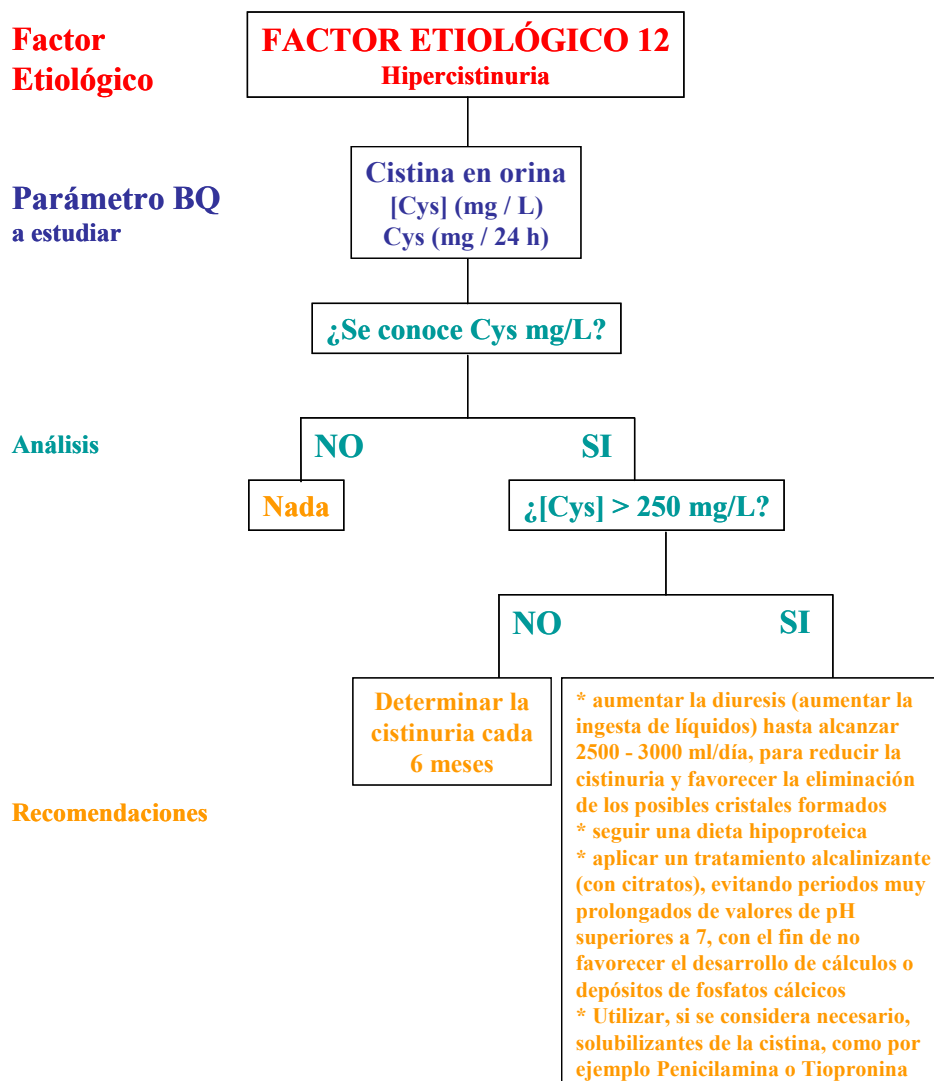 Factor
Etiológico
FACTOR ETIOLÓGICO 12
Hipercistinuria
Parámetro BQ
a estudiar
Cistina en orina
[Cys] (mg / L)
Cys (mg / 24 h)
¿Se conoce Cys mg/L?
Análisis
NO
SI
Nada
¿[Cys] > 250 mg/L?
NO
SI
Recomendaciones
Determinar la
cistinuria cada
6 meses
* aumentar la diuresis (aumentar la
ingesta de líquidos) hasta alcanzar
2500 - 3000 ml/día, para reducir la
cistinuria y favorecer la eliminación
de los posibles cristales formados
* seguir una dieta hipoproteica
* aplicar un tratamiento alcalinizante
(con citratos), evitando periodos muy
prolongados de valores de pH
superiores a 7, con el fin de no
favorecer el desarrollo de cálculos o
depósitos de fosfatos cálcicos
* Utilizar, si se considera necesario,
solubilizantes de la cistina, como por
ejemplo Penicilamina o Tiopronina